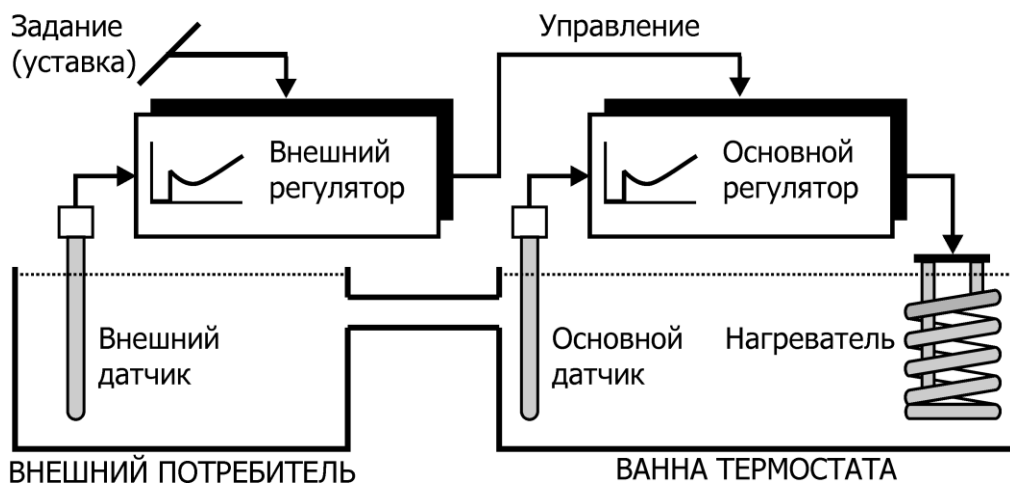 Задание
(уставка)
Управление
Внешний
регулятор
Основной
регулятор
Внешний
датчик
Основной
датчик
Нагреватель
ВНЕШНИЙ ПОТРЕБИТЕЛЬ
ВАННА ТЕРМОСТАТА